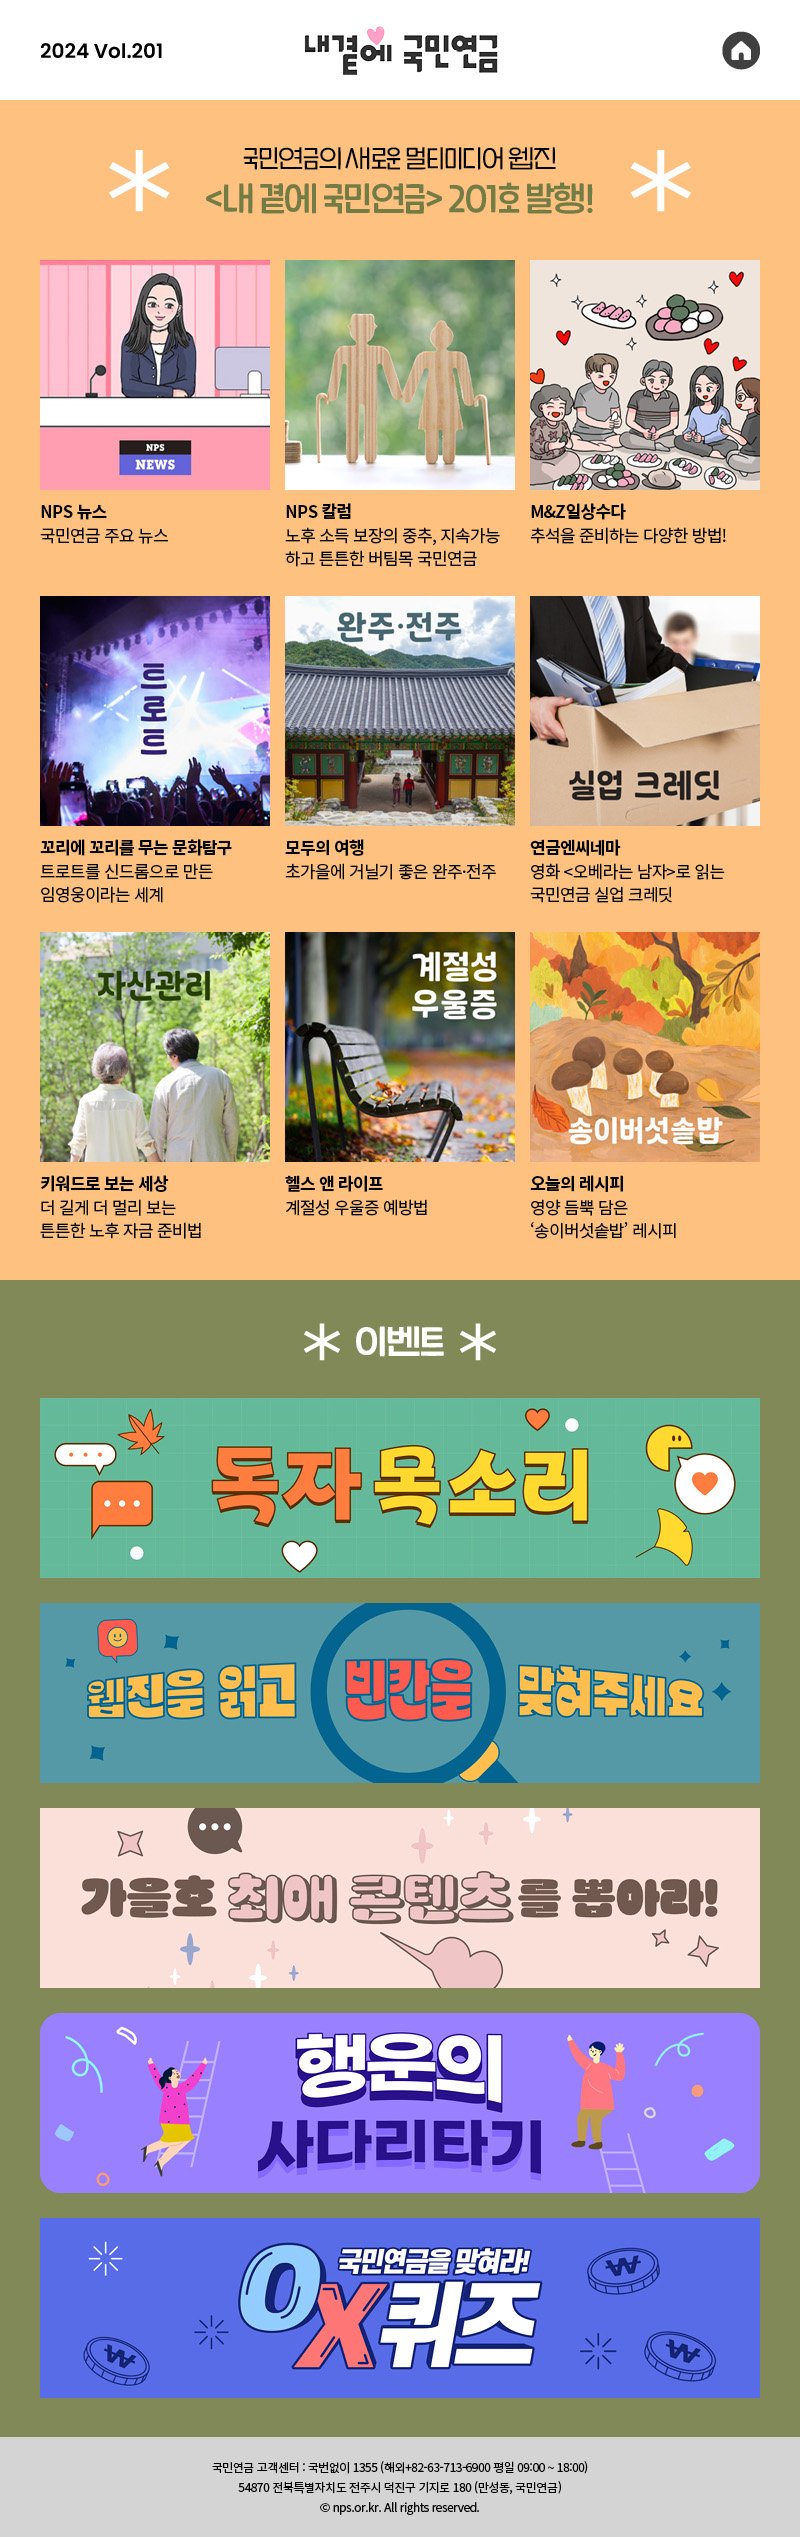 2024 Vol.201
내 곁에 국민연금
국민연금의 새로운 멀티미디어 웹진
<내 곁에 국민연금> 201호 발행!
NPS
NEWS
NPS 뉴스
국민연금 주요 뉴스
NPS 칼럼
노후 소득 보장의 중추, 지속가능
하고 튼튼한 버팀목 국민연금
M&Z일상수다
추석을 준비하는 다양한 방법!
트로트
꼬리에 꼬리를 무는 문화탐구
트로트를 신드롬으로 만든
임영웅이라는 세계
완주·전주
모두의 여행
초가을에 거닐기 좋은 완주·전주
실업 크레딧
연금엔씨네마
영화 <오베라는 남자>로 읽는
국민연금 실업 크레딧
자산관리
키워드로 보는 세상
더 길게 더 멀리 보는
튼튼한 노후 자금 준비법
계절성
우울증
헬스 앤 라이프
계절성 우울증 예방법
송이버섯솥밥
오늘의 레시피
영양 듬뿍 담은
‘송이버섯솥밥’ 레시피
이벤트
독자 목소리
웹진을 읽고 빈칸을 맞혀주세요
가을호 최애 콘텐츠를 뽑아라!
행운의
사다리타기
국민연금을 맞혀라!
OX퀴즈
국민연금 고객센터 : 국번없이 1355 (해외+82-63-713-6900 평일 09:00 ~ 18:00)
54870 전북특별자치도 전주시 덕진구 기지로 180 (만성동, 국민연금)
© nps.or.kr. All rights reserved.